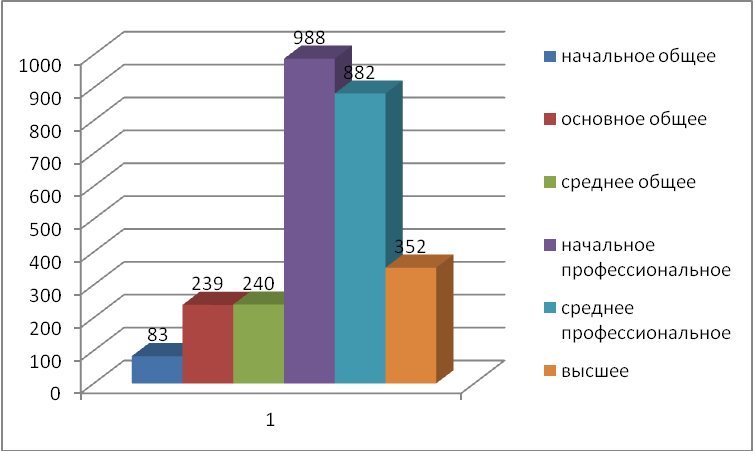 988
882
352
239
240
83
1000
900
800
700
600
500
400
300
200
100
0
1
начальное общее
основное общее
среднее общее
начальное
профессиональное
среднее
профессиональное
высшее